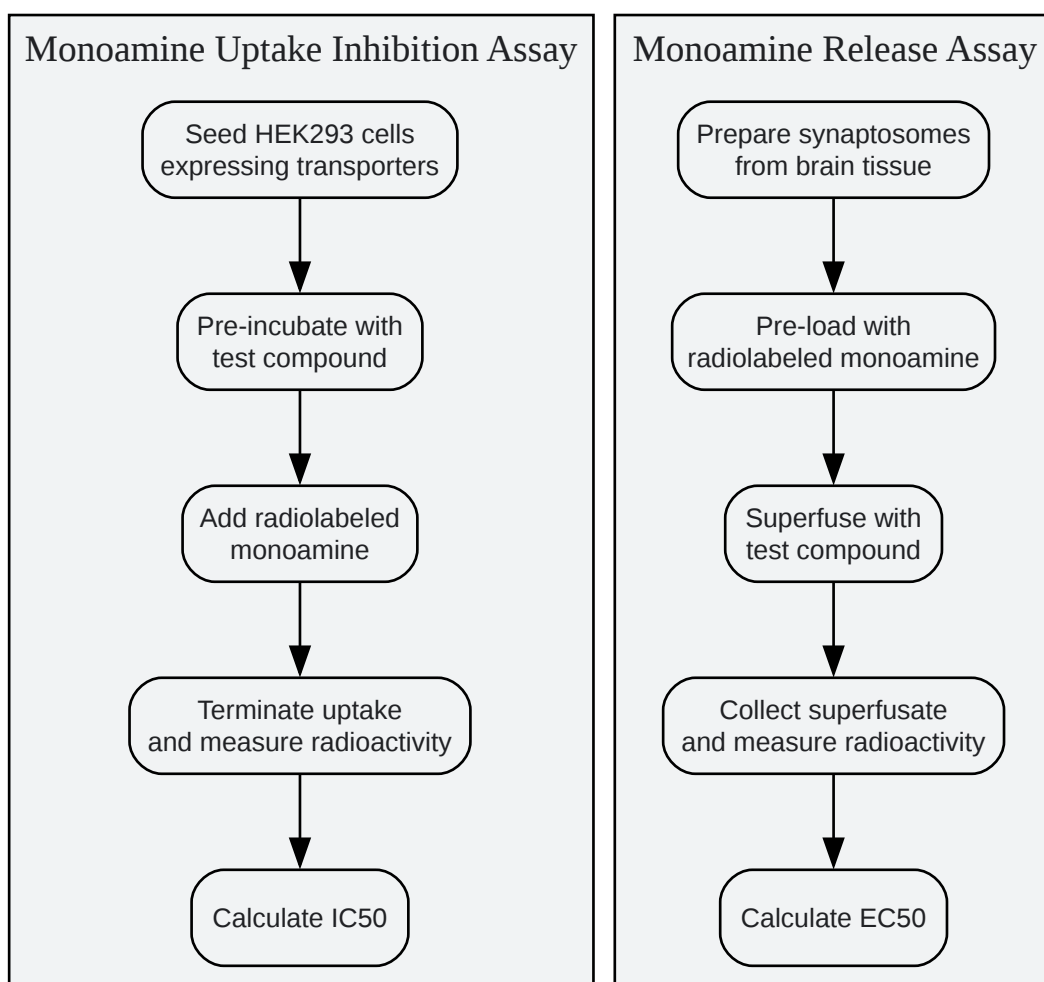 Monoamine Uptake Inhibition Assay
Seed HEK293 cells
expressing transporters
Pre-incubate with
test compound
Add radiolabeled
monoamine
Terminate uptake
and measure radioactivity
Calculate IC50
Monoamine Release Assay
Prepare synaptosomes
from brain tissue
Pre-load with
radiolabeled monoamine
Superfuse with
test compound
Collect superfusate
and measure radioactivity
Calculate EC50